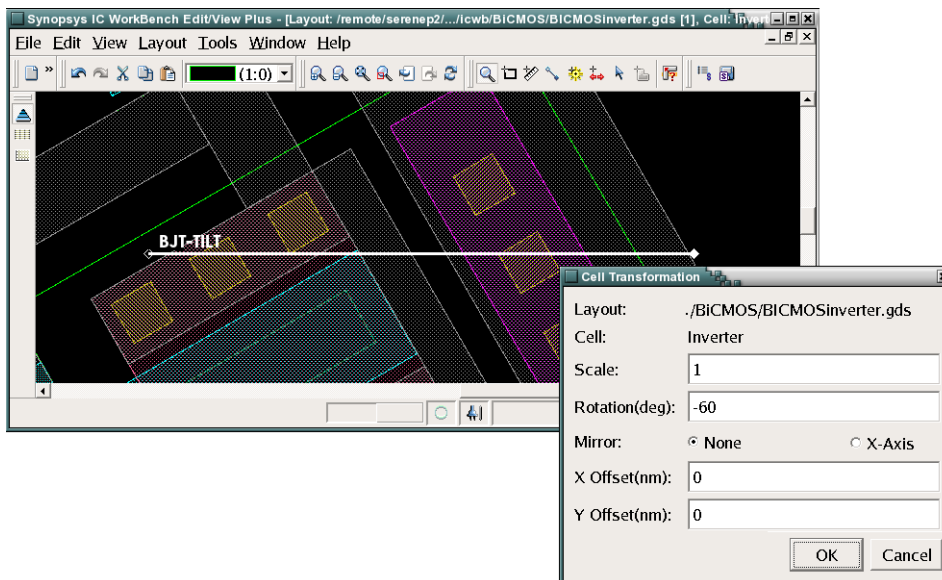 Synopsys IC WorkBench Edit/View Plus - [Layout: /remote/serenep2/.../icwb/BiCMOS/BICMOSinverter.gds [1], Cell: Invert
File Edit View Layout Tools Window Help
(1:0)
BJT-TILT
Cell Transformation
Layout: ./BiCMOS/BICMOSinverter.gds
Cell: Inverter
Scale: 1
Rotation(deg): -60
Mirror: None X-Axis
X Offset(nm): 0
Y Offset(nm): 0
OK Cancel